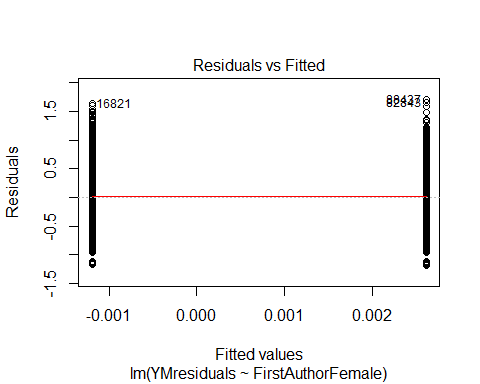 Residuals vs Fitted
Residuals
1.5
0.5
-0.5
-1.5
16821
-0.001
0.000
0.001
0.002
Fitted values
lm(YMresiduals ~ FirstAuthorFemale)